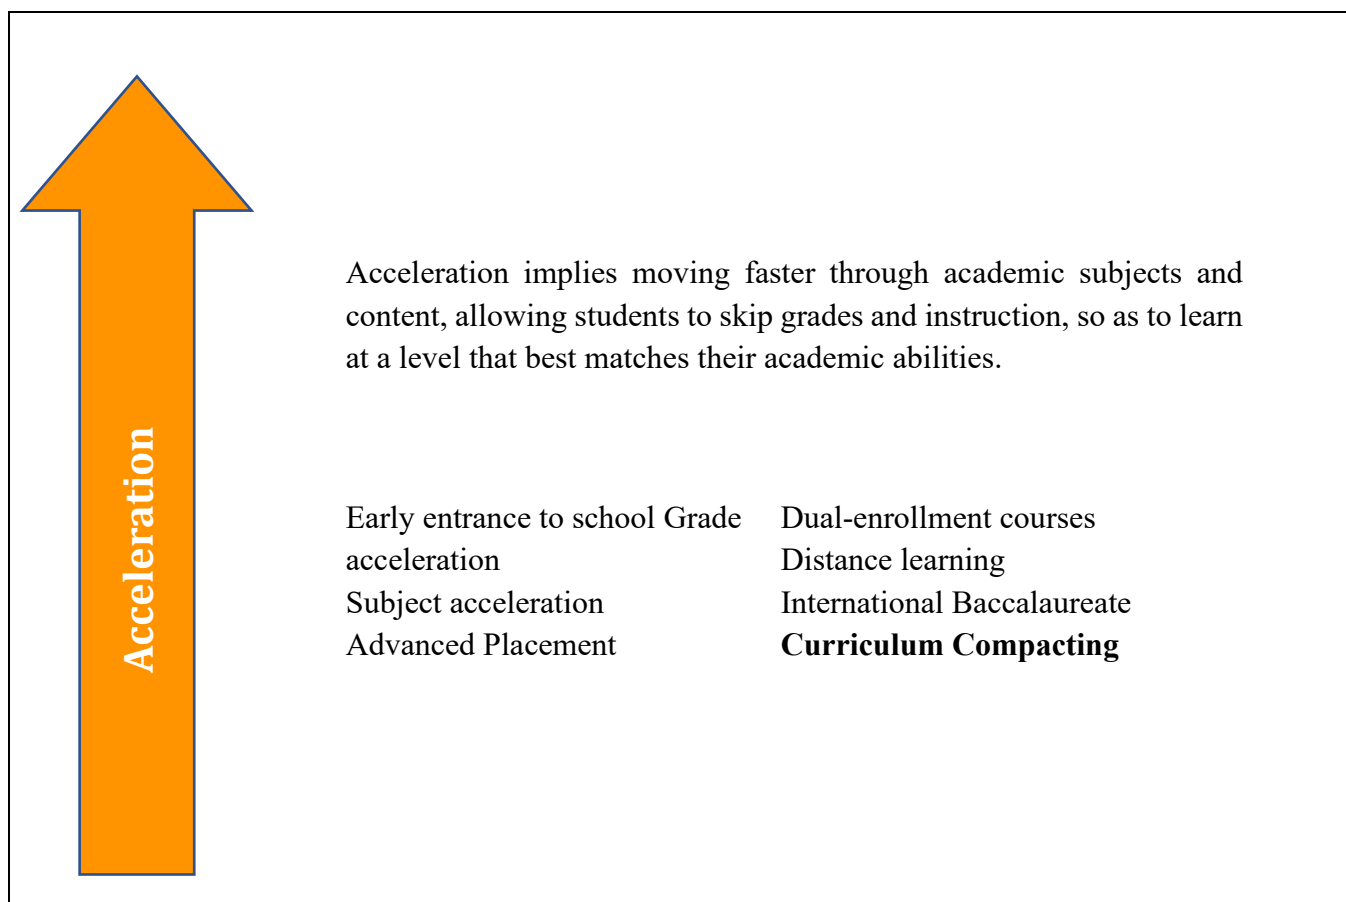 Acceleration
Acceleration implies moving faster through academic subjects and
content, allowing students to skip grades and instruction, so as to learn
at a level that best matches their academic abilities.
Early entrance to school Grade
acceleration
Subject acceleration
Advanced Placement
Dual-enrollment courses
Distance learning
International Baccalaureate
Curriculum Compacting